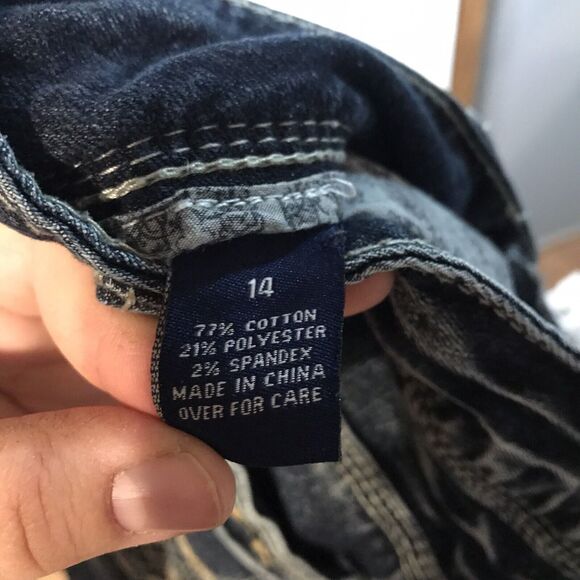 14
77% COTTON
21% POLYESTER
2% SPANDEX
MADE IN CHINA
OVER FOR CARE